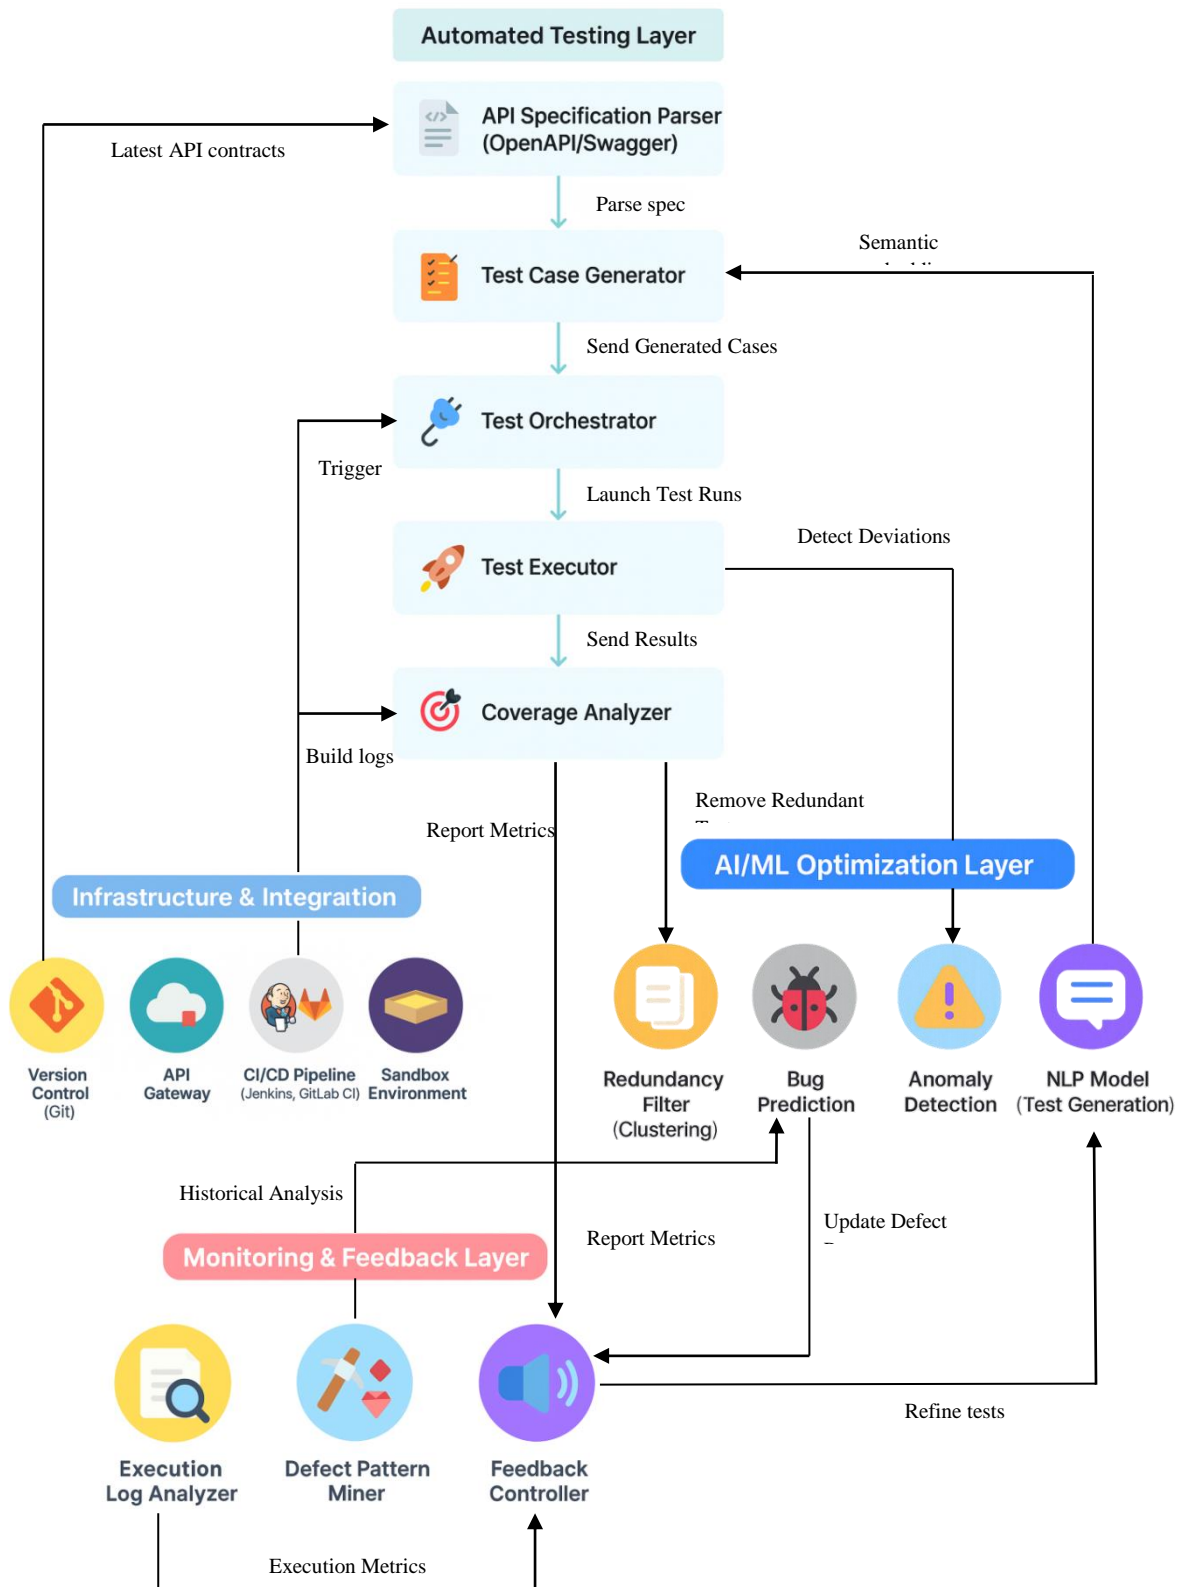 Automated Testing Layer
API Specification Parser
(OpenAPI/Swagger)
Latest API contracts
Parse spec
Semantic
Test Case Generator
Send Generated Cases
Test Orchestrator
Trigger
Launch Test Runs
Detect Deviations
Test Executor
Send Results
Coverage Analyzer
Build logs
Remove Redundant
Report Metrics
AI/ML Optimization Layer
Infrastructure & Integration
Version
Control
(Git)
API
Gateway
CI/CD Pipeline
(Jenkins, GitLab CI)
Sandbox
Environment
Redundancy
Filter
(Clustering)
Bug
Prediction
Anomaly
Detection
NLP Model
(Test Generation)
Historical Analysis
Update Defect
Report Metrics
Monitoring & Feedback Layer
Refine tests
Execution
Log Analyzer
Defect Pattern
Miner
Feedback
Controller
Execution Metrics